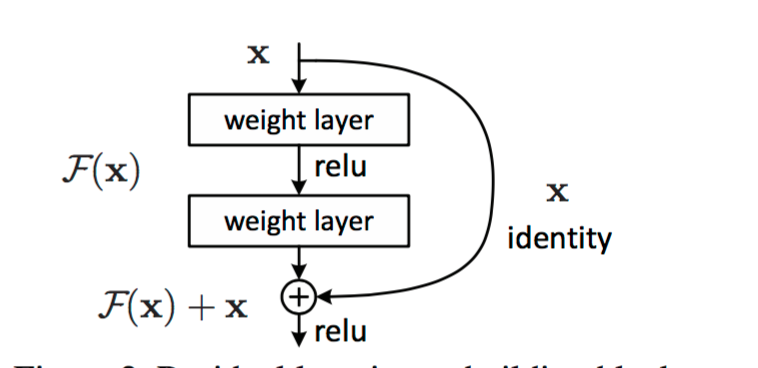 x
weight layer
F(x)
relu
x
weight layer
identity
F(x) + x
relu